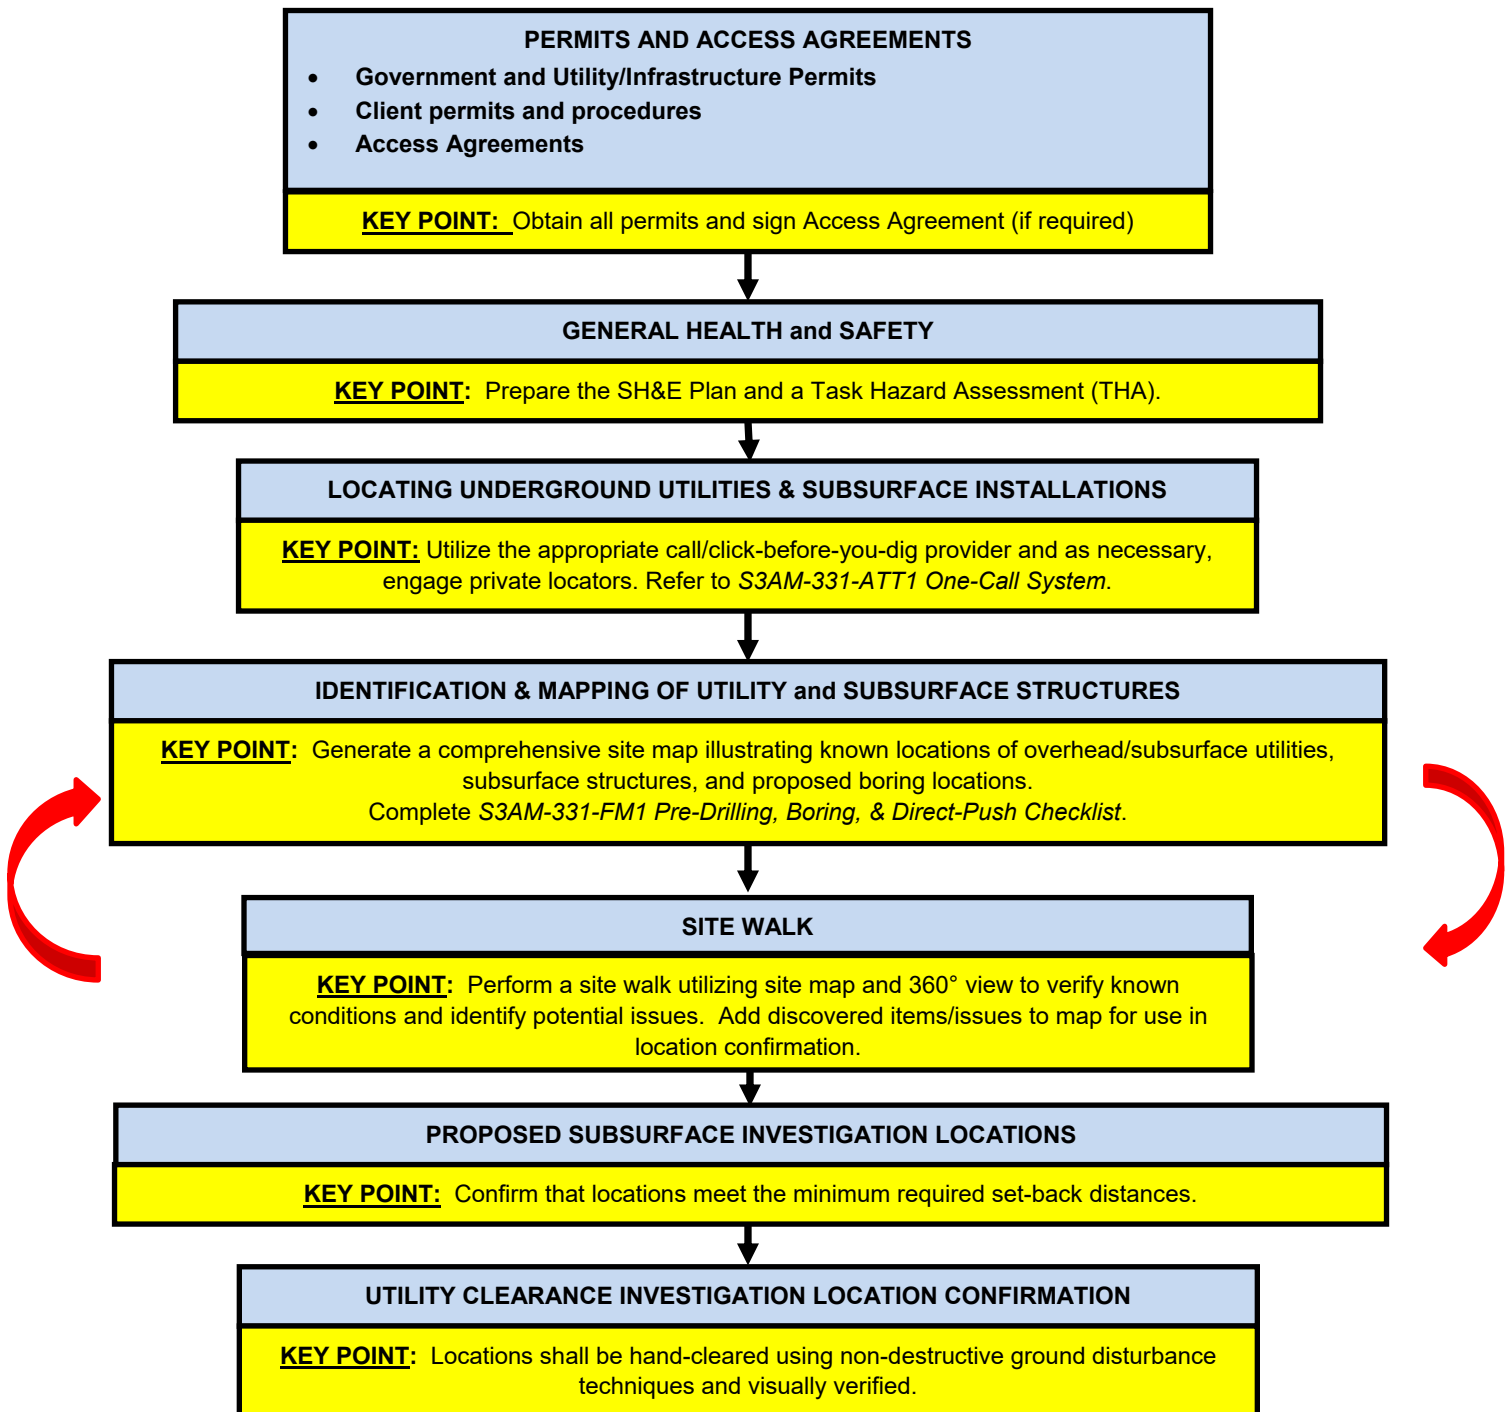 PERMITS AND ACCESS AGREEMENTS
• Government and Utility/Infrastructure Permits
• Client permits and procedures
• Access Agreements
KEY POINT: Obtain all permits and sign Access Agreement (if required)
GENERAL HEALTH and SAFETY
KEY POINT: Prepare the SH&E Plan and a Task Hazard Assessment (THA).
LOCATING UNDERGROUND UTILITIES & SUBSURFACE INSTALLATIONS
KEY POINT: Utilize the appropriate call/click-before-you-dig provider and as necessary,
engage private locators. Refer to S3AM-331-ATT1 One-Call System.
IDENTIFICATION & MAPPING OF UTILITY and SUBSURFACE STRUCTURES
KEY POINT: Generate a comprehensive site map illustrating known locations of overhead/subsurface utilities,
subsurface structures, and proposed boring locations.
Complete S3AM-331-FM1 Pre-Drilling, Boring, & Direct-Push Checklist.
SITE WALK
KEY POINT: Perform a site walk utilizing site map and 360° view to verify known
conditions and identify potential issues. Add discovered items/issues to map for use in
location confirmation.
PROPOSED SUBSURFACE INVESTIGATION LOCATIONS
KEY POINT: Confirm that locations meet the minimum required set-back distances.
UTILITY CLEARANCE INVESTIGATION LOCATION CONFIRMATION
KEY POINT: Locations shall be hand-cleared using non-destructive ground disturbance
techniques and visually verified.